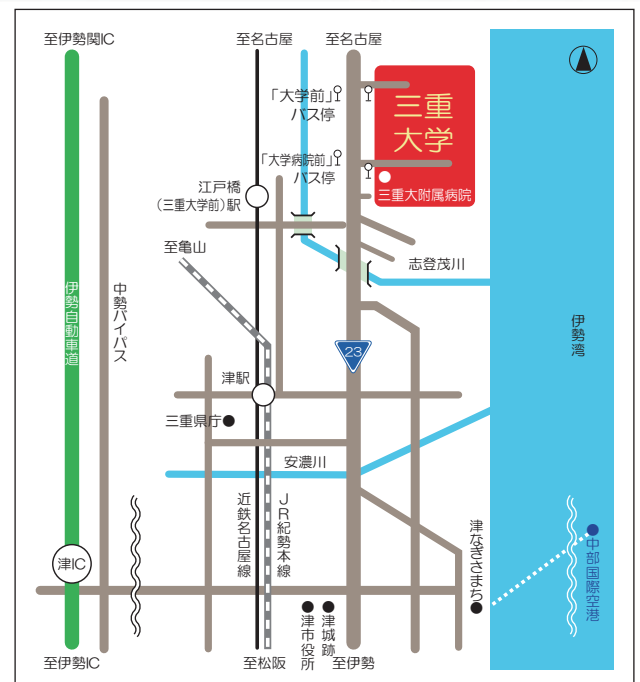 至伊勢関IC
至名古屋
至名古屋
「大学前」
バス停
三重
大学
「大学病院前」
バス停
三重大附属病院
江戸橋
（三重大学前）駅
至亀山
志登茂川
伊勢自動車道
中勢バイパス
伊勢湾
23
津駅
三重県庁
安濃川
近鉄名古屋線
JR紀勢本線
津なぎさまち
中部国際空港
津IC
津市役所
津城跡
至伊勢IC
至松阪
至伊勢